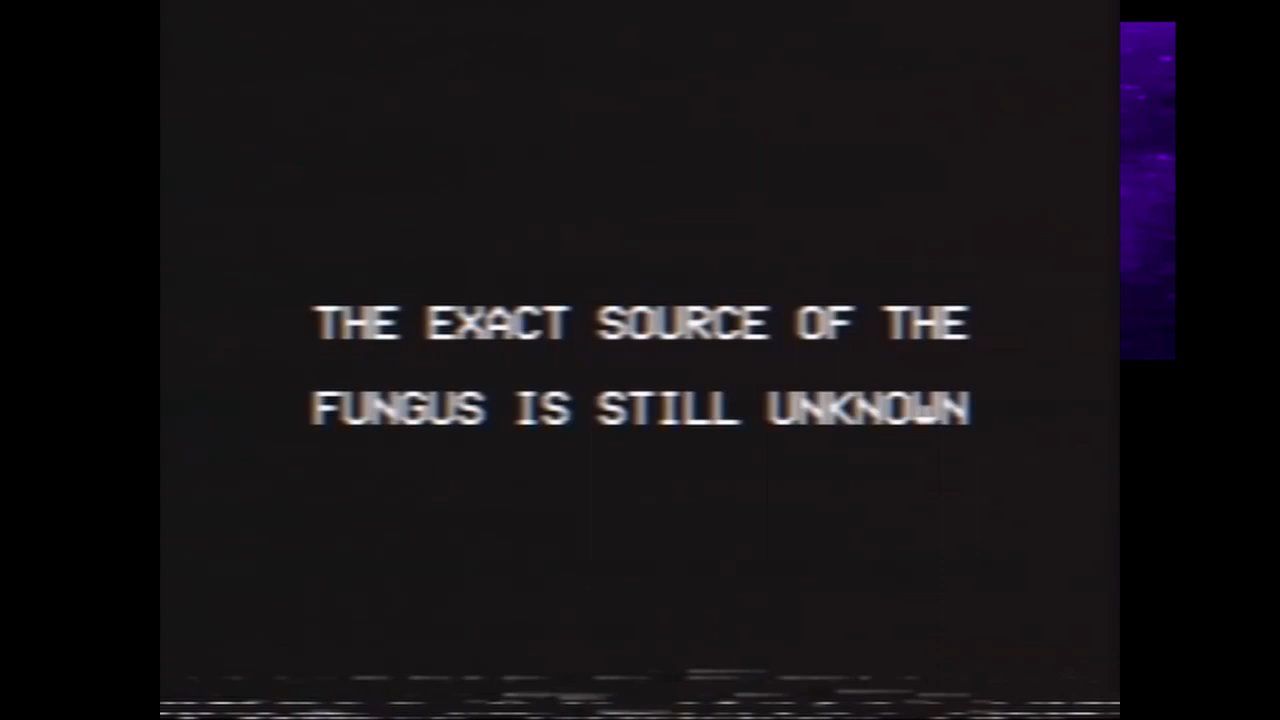 THE EXACT SOURCE OF THE
FUNGUS IS STILL UNKNOWN